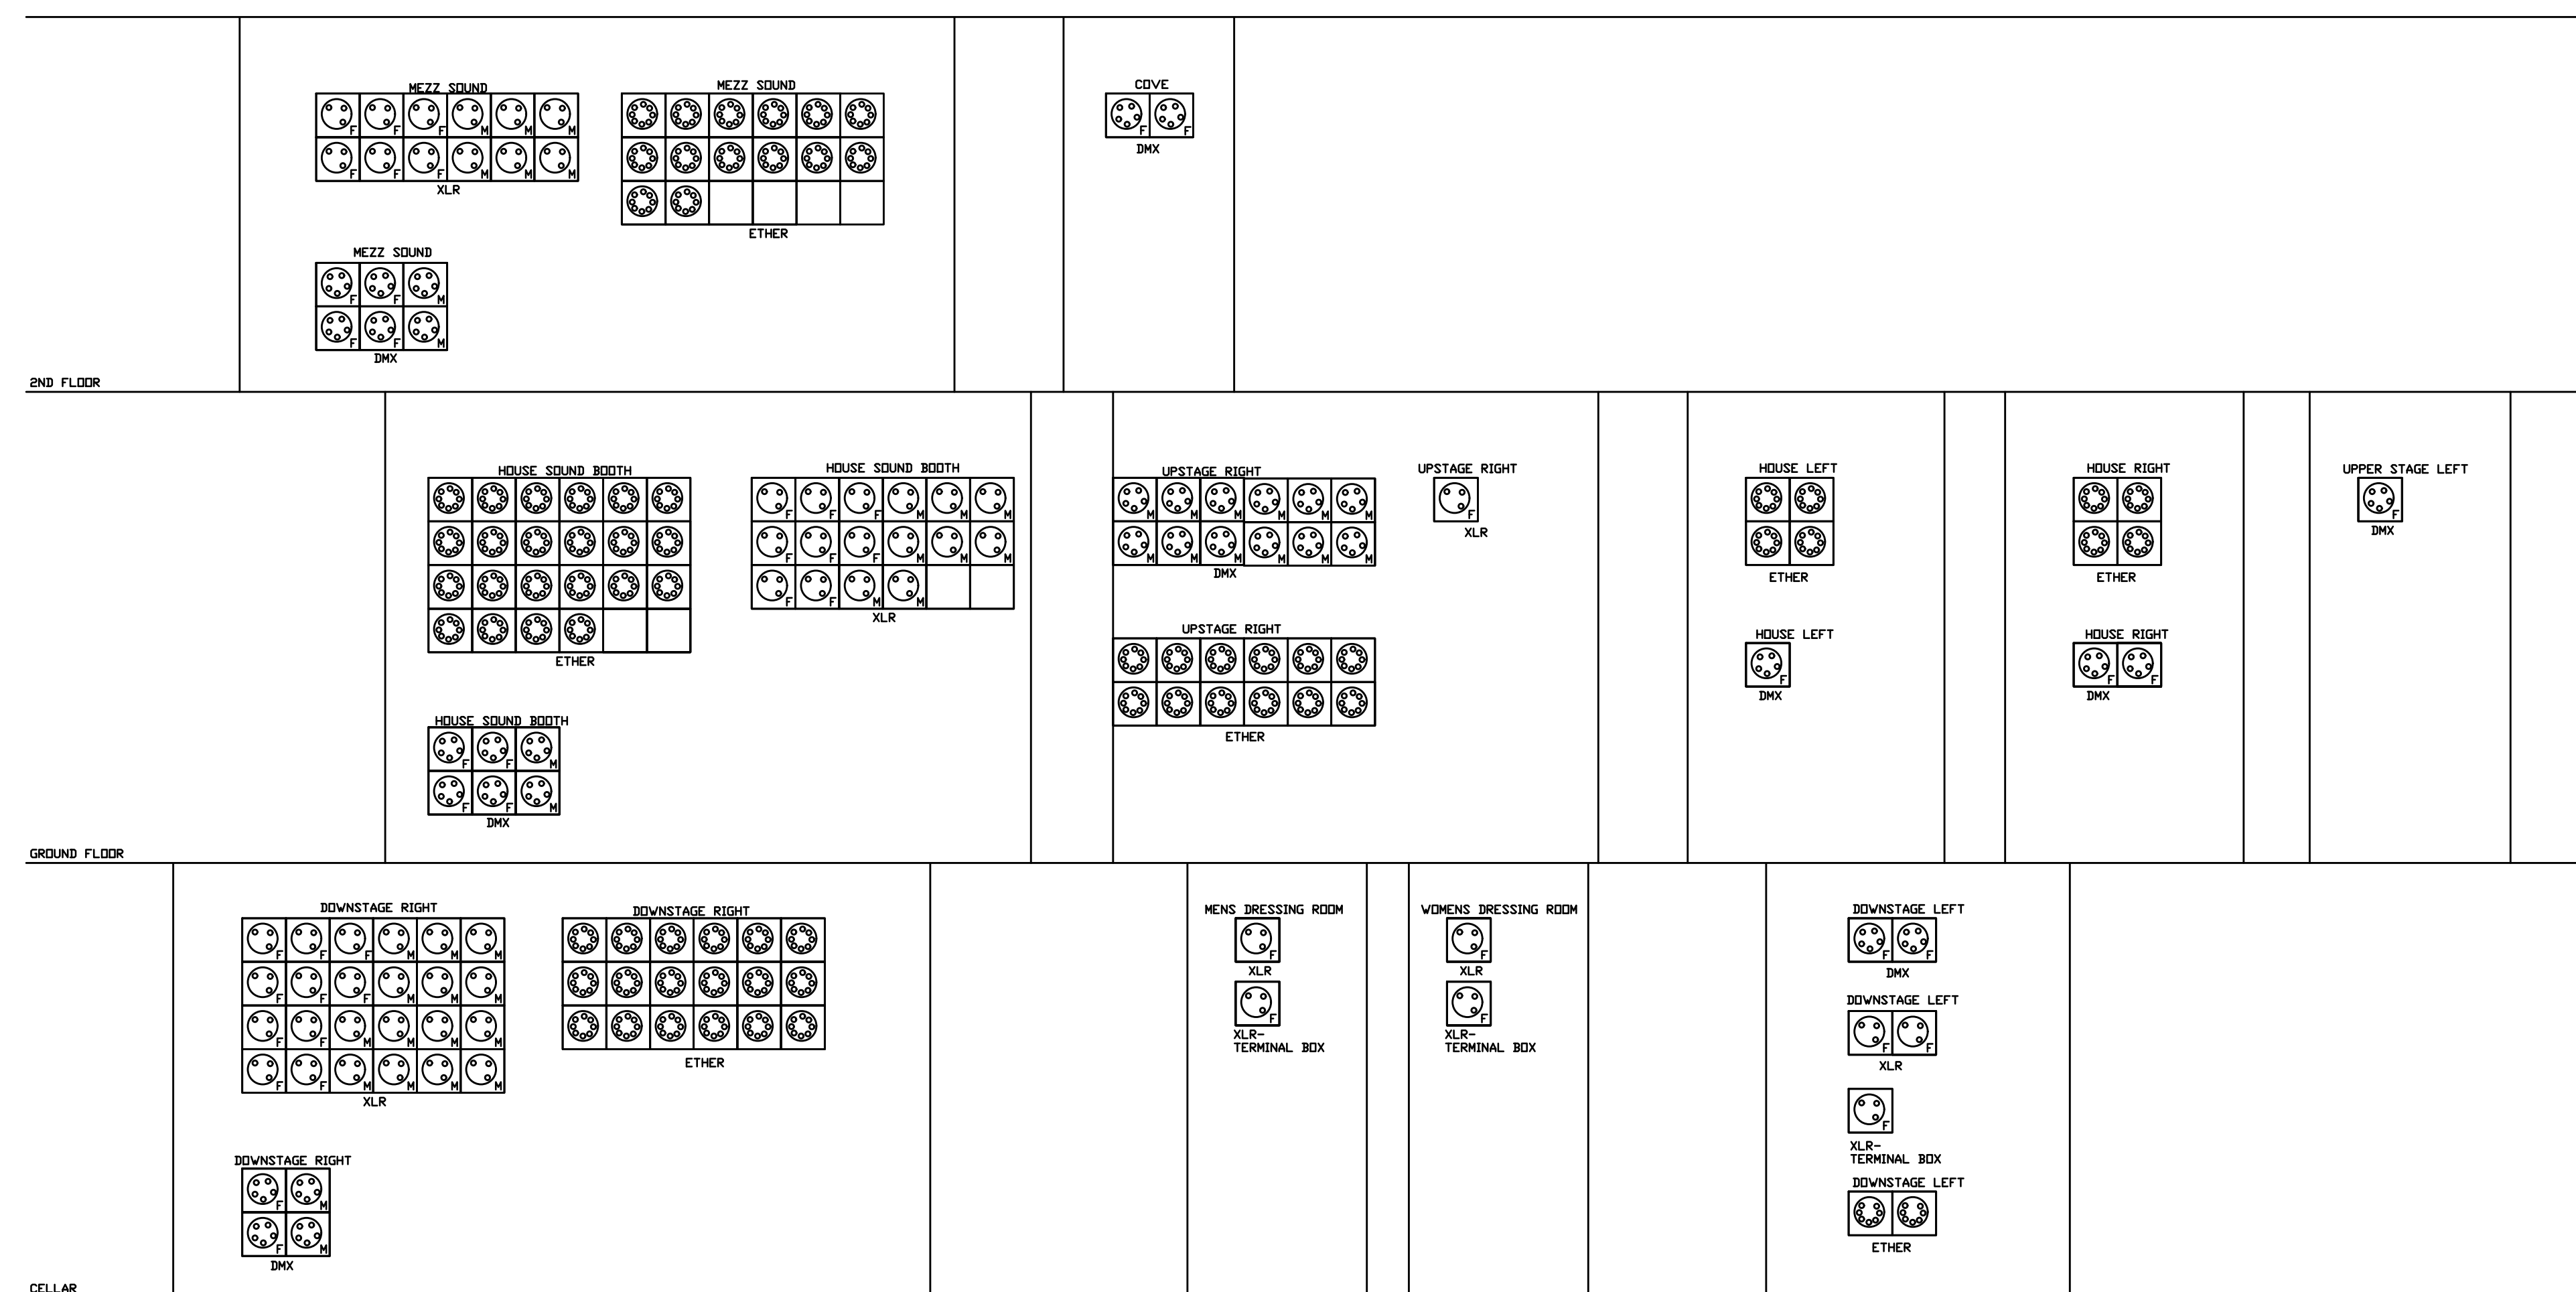 MEZZ SOUND
F F F M M M
F F F M M M
XLR
MEZZ SOUND
ETHER
MEZZ SOUND
F F M
F F M
DMX
COVE
F F
DMX
2ND FLOOR
HOUSE SOUND BOOTH
ETHER
HOUSE SOUND BOOTH
F F F M M M
F F F M M M
F F M M
XLR
HOUSE SOUND BOOTH
F F M
F F M
DMX
UPSTAGE RIGHT
M M M M M M
M M M M M M
DMX
UPSTAGE RIGHT
F
XLR
UPSTAGE RIGHT
ETHER
HOUSE LEFT
ETHER
HOUSE LEFT
F
DMX
HOUSE RIGHT
ETHER
HOUSE RIGHT
F F
DMX
UPPER STAGE LEFT
F
DMX
GROUND FLOOR
DOWNSTAGE RIGHT
F F F M M M
F F F M M M
F F M M M M
F F M M M M
XLR
DOWNSTAGE RIGHT
ETHER
DOWNSTAGE RIGHT
F M
F M
DMX
MENS DRESSING ROOM
F
XLR
F
XLR-
TERMINAL BOX
WOMENS DRESSING ROOM
F
XLR
F
XLR-
TERMINAL BOX
DOWNSTAGE LEFT
F F
DMX
DOWNSTAGE LEFT
F F
XLR
F
XLR-
TERMINAL BOX
DOWNSTAGE LEFT
ETHER
CELLAR